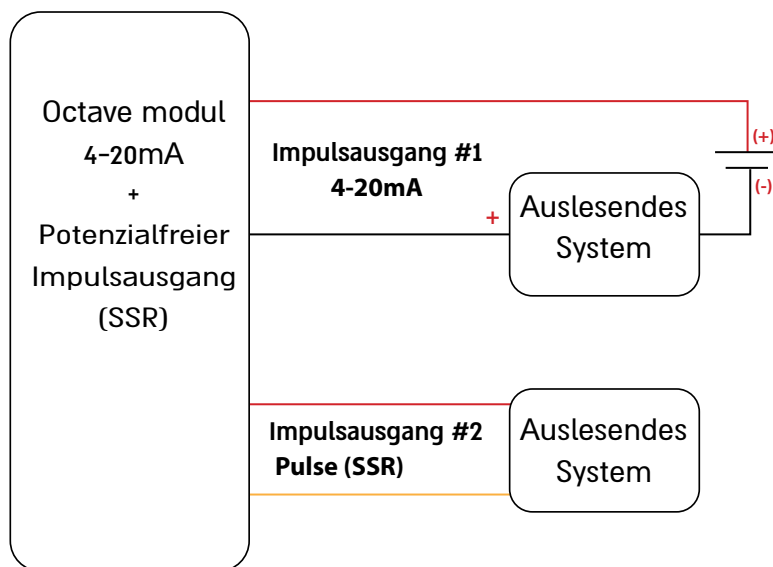 Octave modul
4-20mA
+
Potenzialfreier
Impulsausgang
(SSR)
Impulsausgang #1
4-20mA
+
Auslesendes
System
(+)
(-)
Impulsausgang #2
Pulse (SSR)
Auslesendes
System